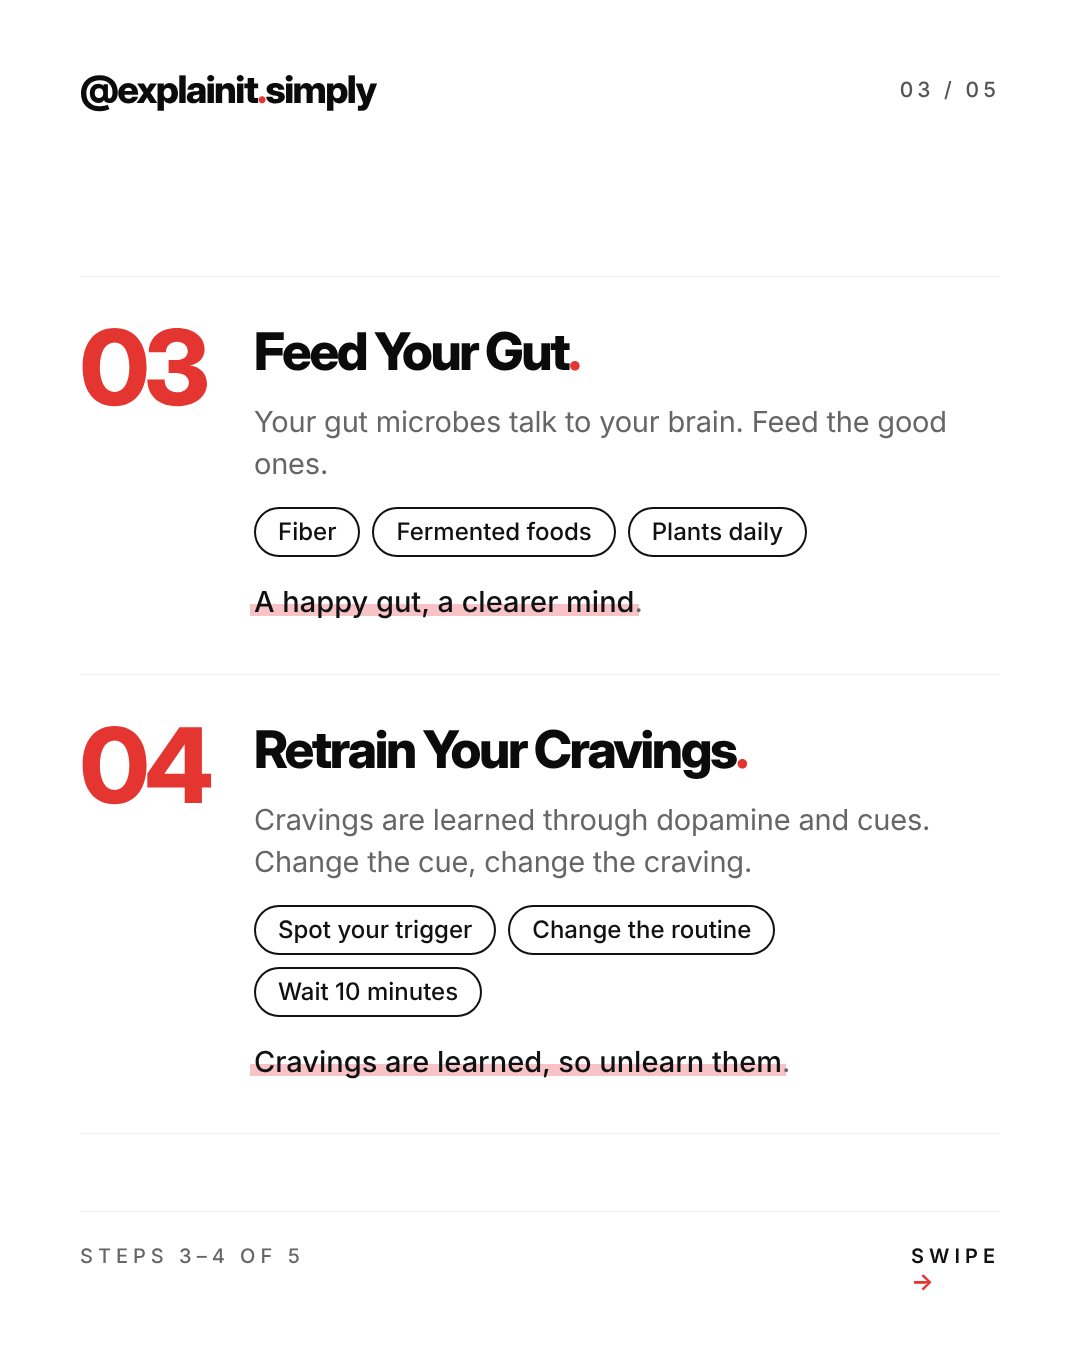 @explainit.simply
03 / 05
03
Feed Your Gut.
Your gut microbes talk to your brain. Feed the good
ones.
Fiber
Fermented foods
Plants daily
A happy gut, a clearer mind.
04
Retrain Your Cravings.
Cravings are learned through dopamine and cues.
Change the cue, change the craving.
Spot your trigger
Change the routine
Wait 10 minutes
Cravings are learned, so unlearn them.
STEPS 3–4 OF 5
SWIPE
→